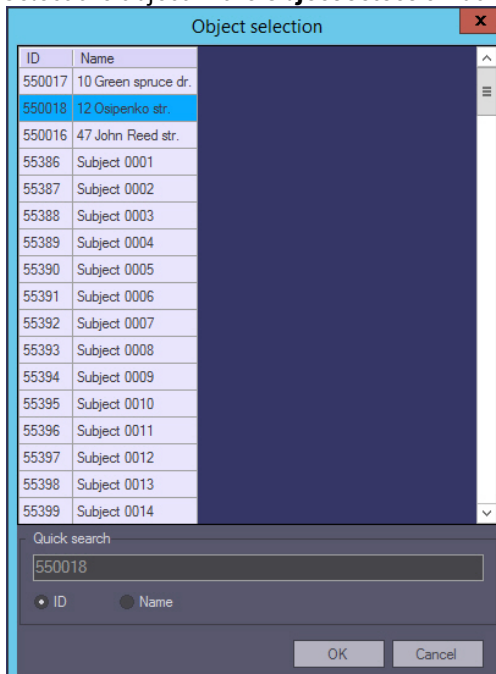 Object selection
x
ID Name
550017 10 Green spruce dr.
550018 12 Osipenko str.
550016 47 John Reed str.
55386 Subject 0001
55387 Subject 0002
55388 Subject 0003
55389 Subject 0004
55390 Subject 0005
55391 Subject 0006
55392 Subject 0007
55393 Subject 0008
55394 Subject 0009
55395 Subject 0010
55396 Subject 0011
55397 Subject 0012
55398 Subject 0013
55399 Subject 0014
Quick search
550018
ID Name
OK Cancel